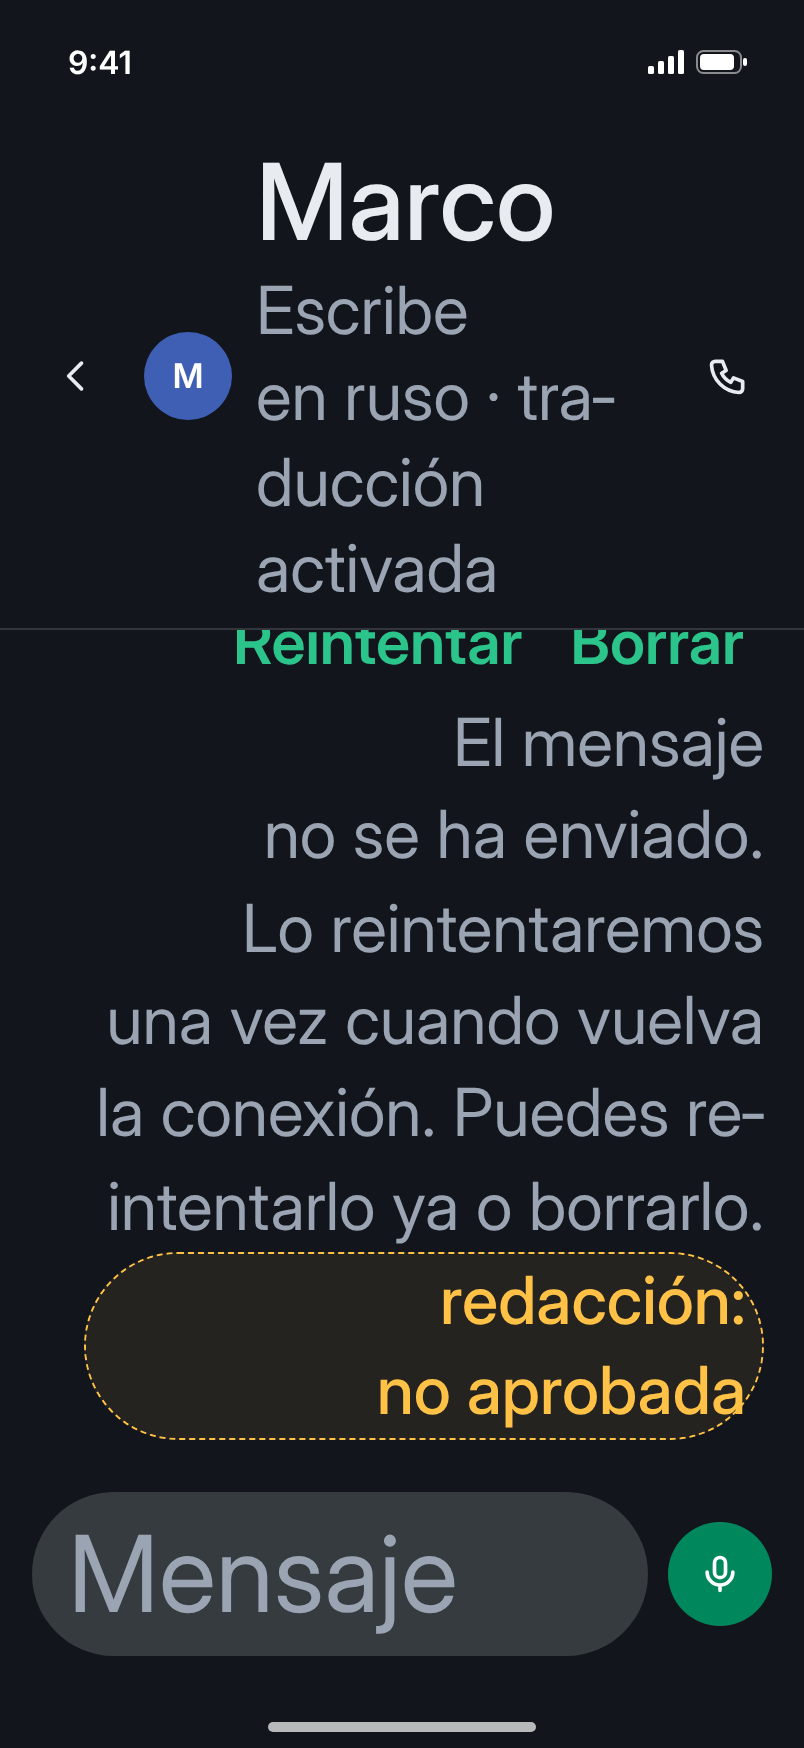 9:41
Marco
Escribe
en ruso · tra-
ducción
activada
M
Reintentar Borrar
El mensaje
no se ha enviado.
Lo reintentaremos
una vez cuando vuelva
la conexión. Puedes re-
intentarlo ya o borrarlo.
redacción:
no aprobada
Mensaje